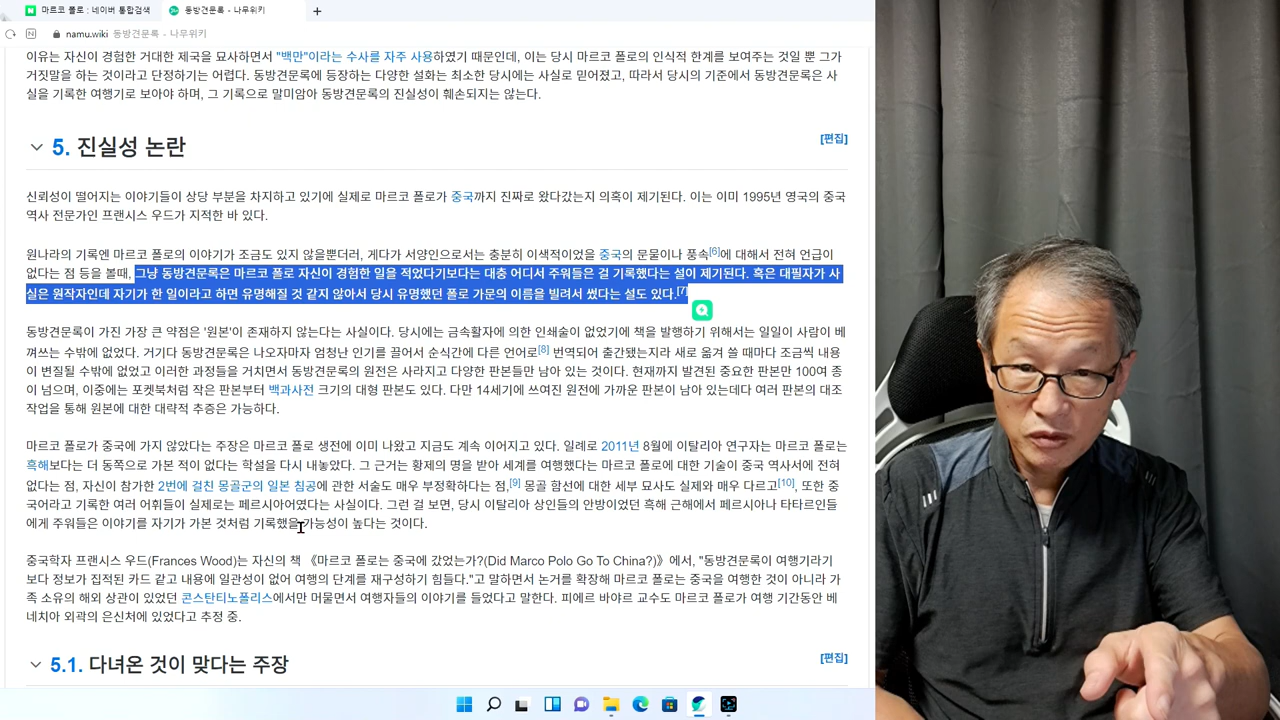 마르코 폴로 : 네이버 통합검색
동방견문록 - 나무위키
namu.wiki 동방견문록 - 나무위키
이유는 자신이 경험한 거대한 제국을 묘사하면서 "백만"이라는 수사를 자주 사용하였기 때문인데, 이는 당시 마르코 폴로의 인식적 한계를 보여주는 것일 뿐 그가
거짓말을 하는 것이라고 단정하기는 어렵다. 동방견문록에 등장하는 다양한 설화는 최소한 당시에는 사실로 믿어졌고, 따라서 당시의 기준에서 동방견문록은 사
실을 기록한 여행기로 보아야 하며, 그 기록으로 말미암아 동방견문록의 진실성이 훼손되지는 않는다.
5. 진실성 논란
[편집]
신뢰성이 떨어지는 이야기들이 상당 부분을 차지하고 있기에 실제로 마르코 폴로가 중국까지 진짜로 왔다갔는지 의혹이 제기된다. 이는 이미 1995년 영국의 중국
역사 전문가인 프랜시스 우드가 지적한 바 있다.
원나라의 기록엔 마르코 폴로의 이야기가 조금도 있지 않을뿐더러, 게다가 서양인으로서는 충분히 이색적이었을 중국의 문물이나 풍속[6]에 대해서 전혀 언급이
없다는 점 등을 볼때, 그냥 동방견문록은 마르코 폴로 자신이 경험한 일을 적었다기보다는 대충 어디서 주워들은 걸 기록했다는 설이 제기된다. 혹은 대필자가 사
실은 원작자인데 자기가 한 일이라고 하면 유명해질 것 같지 않아서 당시 유명했던 폴로 가문의 이름을 빌려서 썼다는 설도 있다.[7]
동방견문록이 가진 가장 큰 약점은 '원본'이 존재하지 않는다는 사실이다. 당시에는 금속활자에 의한 인쇄술이 없었기에 책을 발행하기 위해서는 일일이 사람이 베
껴쓰는 수밖에 없었다. 거기다 동방견문록은 나오자마자 엄청난 인기를 끌어서 순식간에 다른 언어로[8] 번역되어 출간됐는지라 새로 옮겨 쓸 때마다 조금씩 내용
이 변질될 수밖에 없었고 이러한 과정들을 거치면서 동방견문록의 원전은 사라지고 다양한 판본들만 남아 있는 것이다. 현재까지 발견된 중요한 판본만 100여 종
이 넘으며, 이중에는 포켓북처럼 작은 판본부터 백과사전 크기의 대형 판본도 있다. 다만 14세기에 쓰여진 원전에 가까운 판본이 남아 있는데다 여러 판본의 대조
작업을 통해 원본에 대한 대략적 추증은 가능하다.
마르코 폴로가 중국에 가지 않았다는 주장은 마르코 폴로 생전에 이미 나왔고 지금도 계속 이어지고 있다. 일례로 2011년 8월에 이탈리아 연구자는 마르코 폴로는
흑해보다는 더 동쪽으로 가본 적이 없다는 학설을 다시 내놓았다. 그 근거는 황제의 명을 받아 세계를 여행했다는 마르코 폴로에 대한 기술이 중국 역사서에 전혀
없다는 점, 자신이 참가한 2번에 걸친 몽골군의 일본 침공에 관한 서술도 매우 부정확하다는 점,[9] 몽골 함선에 대한 세부 묘사도 실제와 매우 다르고[10], 또한 중
국어라고 기록한 여러 어휘들이 실제로는 페르시아어였다는 사실이다. 그런 걸 보면, 당시 이탈리아 상인들의 안방이었던 흑해 근해에서 페르시아나 타타르인들
에게 주워들은 이야기를 자기가 가본 것처럼 기록했을 가능성이 높다는 것이다.
중국학자 프랜시스 우드(Frances Wood)는 자신의 책 《마르코 폴로는 중국에 갔었는가?(Did Marco Polo Go To China?)》에서, "동방견문록이 여행기라기
보다 정보가 집적된 카드 같고 내용에 일관성이 없어 여행의 단계를 재구성하기 힘들다."고 말하면서 논거를 확장해 마르코 폴로는 중국을 여행한 것이 아니라 가
족 소유의 해외 상관이 있었던 콘스탄티노폴리스에서만 머물면서 여행자들의 이야기를 들었다고 말한다. 피에르 바야르 교수도 마르코 폴로가 여행 기간동안 베
네치아 외곽의 은신처에 있었다고 추정 중.
5.1. 다녀온 것이 맞다는 주장
[편집]